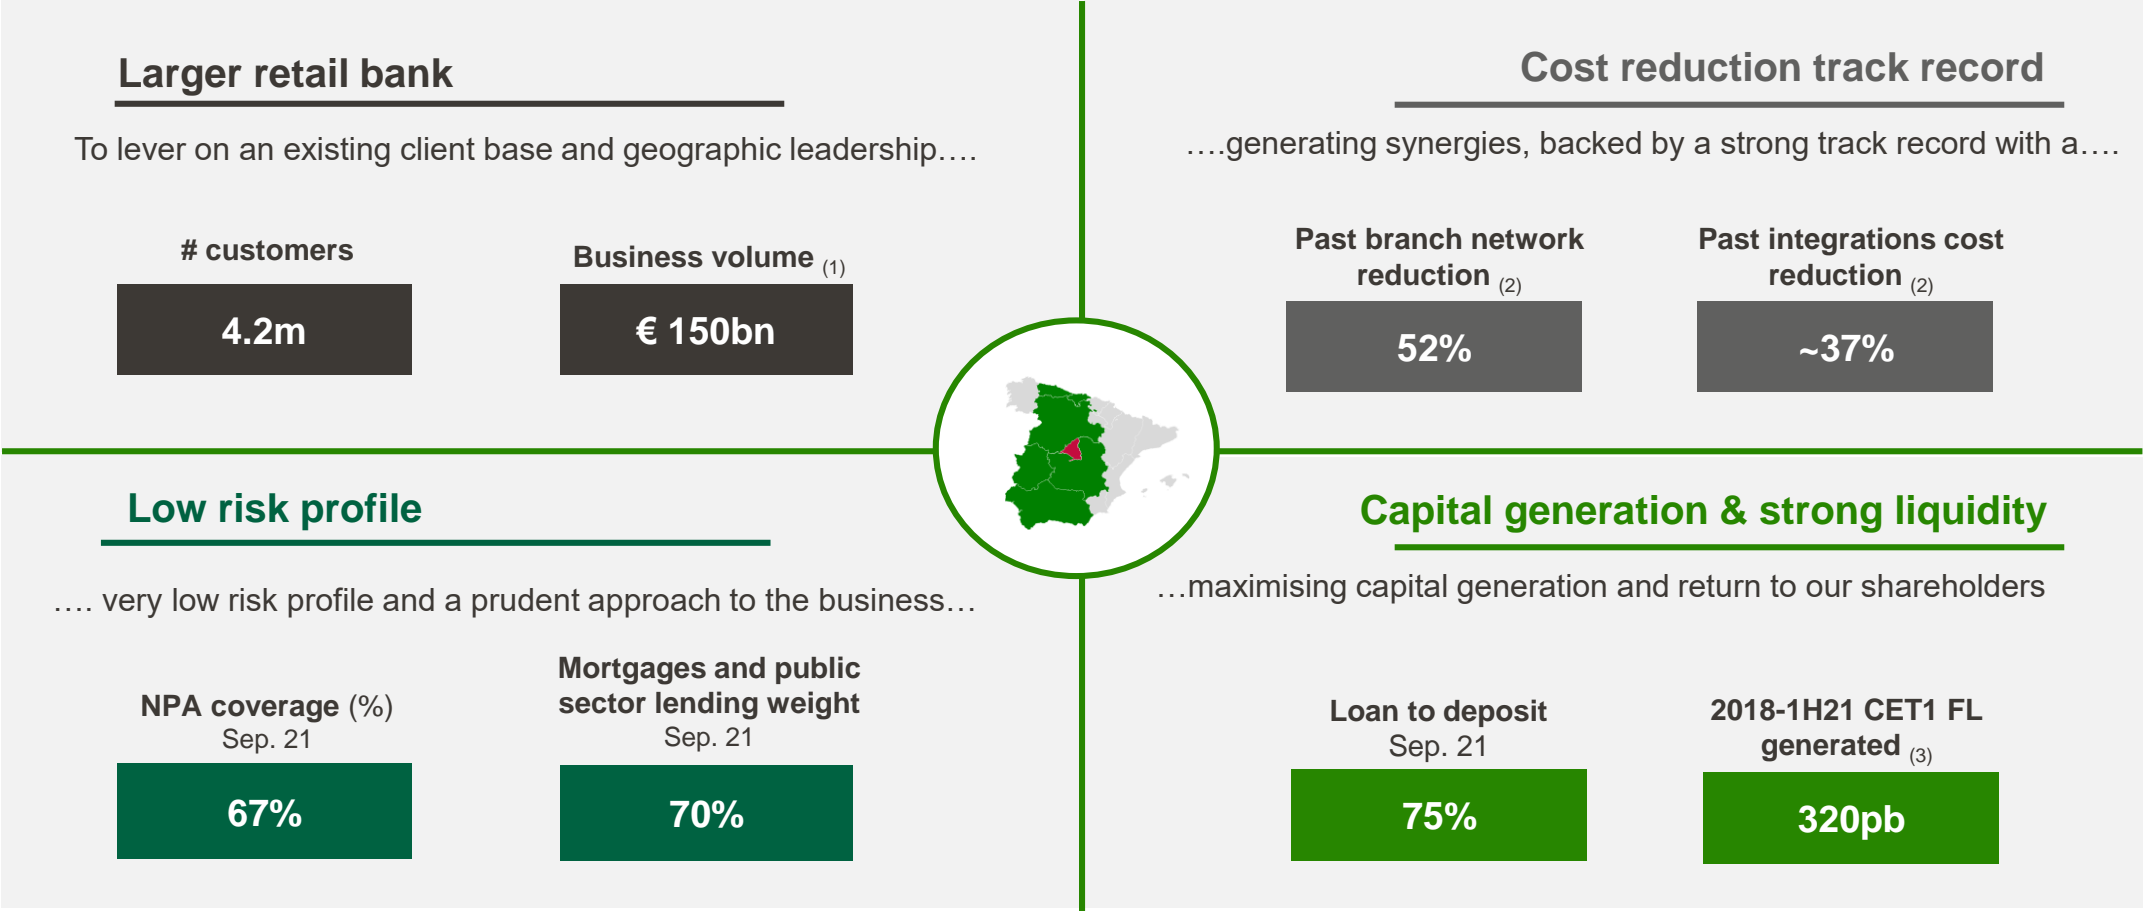 Larger retail bank
To lever on an existing client base and geographic leadership….
# customers
4.2m
Business volume (1)
€ 150bn
Cost reduction track record
….generating synergies, backed by a strong track record with a….
Past branch network
reduction (2)
52%
Past integrations cost
reduction (2)
~37%
Low risk profile
…. very low risk profile and a prudent approach to the business…
NPA coverage (%)
Sep. 21
67%
Mortgages and public
sector lending weight
Sep. 21
70%
Capital generation & strong liquidity
…maximising capital generation and return to our shareholders
Loan to deposit
Sep. 21
75%
2018-1H21 CET1 FL
generated (3)
320pb